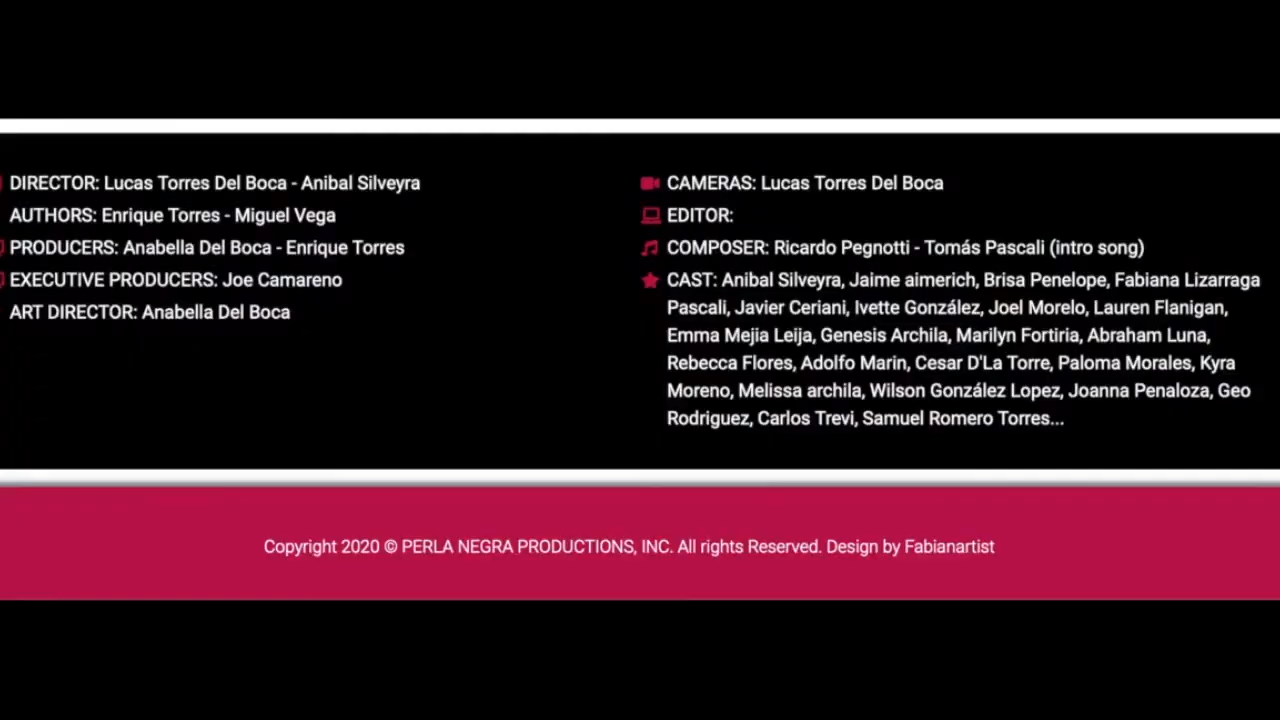 DIRECTOR: Lucas Torres Del Boca - Anibal Silveyra
AUTHORS: Enrique Torres - Miguel Vega
PRODUCERS: Anabella Del Boca - Enrique Torres
EXECUTIVE PRODUCERS: Joe Camareno
ART DIRECTOR: Anabella Del Boca
CAMERAS: Lucas Torres Del Boca
EDITOR:
COMPOSER: Ricardo Pegnotti - Tomás Pascali (intro song)
CAST: Anibal Silveyra, Jaime aimerich, Brisa Penelope, Fabiana Lizarraga
Pascali, Javier Ceriani, Ivette González, Joel Morelo, Lauren Flanigan,
Emma Mejia Leija, Genesis Archila, Marilyn Fortiria, Abraham Luna,
Rebecca Flores, Adolfo Marin, Cesar D'La Torre, Paloma Morales, Kyra
Moreno, Melissa archila, Wilson González Lopez, Joanna Penaloza, Geo
Rodriguez, Carlos Trevi, Samuel Romero Torres...
Copyright 2020 © PERLA NEGRA PRODUCTIONS, INC. All rights Reserved. Design by Fabianartist